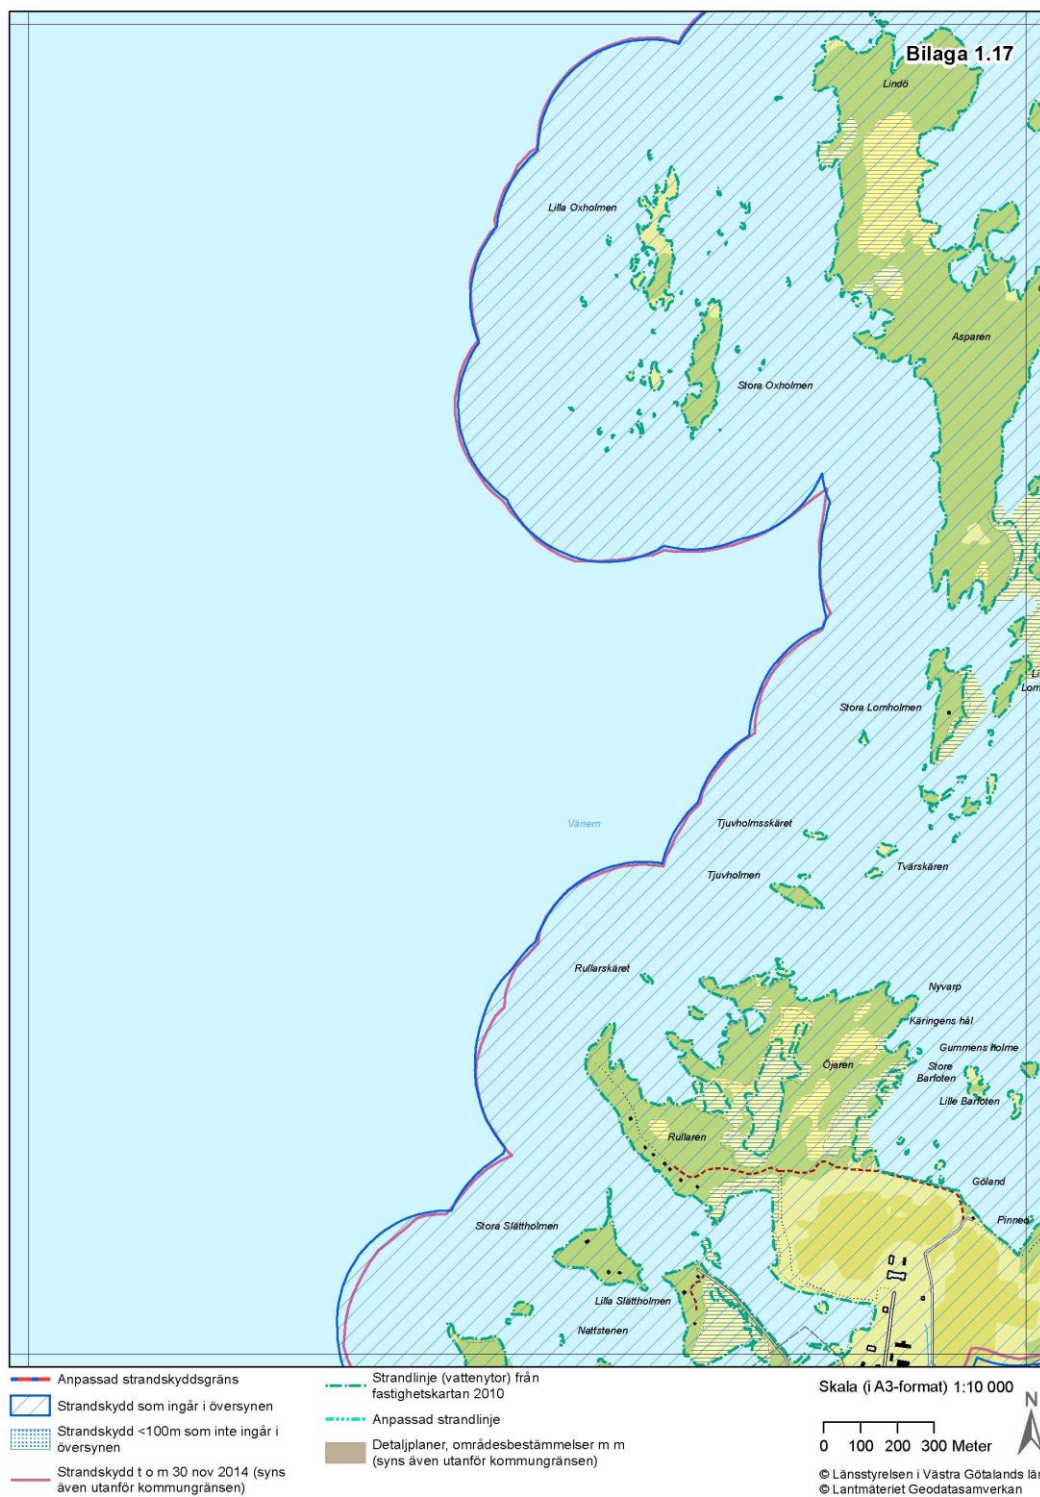 Bilaga 1.17
Lindö
Lilla Oxholmen
Asparen
Stora Oxholmen
Stora Lomholmen
Vänern
Tjuvholmsskäret
Tvärskären
Tjuvholmen
Rullarskäret
Nyvarp
Käringens hål
Gummens holme
Öjaren
Store
Barfoten
Lille Barfoten
Rullaren
Göland
Pinneo
Stora Slättholmen
Lilla Slättholmen
Nattstenen
Anpassad strandskyddsgräns
Strandskydd som ingår i översynen
Strandskydd <100m som inte ingår i
översynen
Strandskydd t o m 30 nov 2014 (syns
även utanför kommungränsen)
Strandlinje (vattenytor) från
fastighetskartan 2010
Anpassad strandlinje
Detaljplaner, områdesbestämmelser m m
(syns även utanför kommungränsen)
Skala (i A3-format) 1:10 000
N
0 100 200 300 Meter
© Länsstyrelsen i Västra Götalands län
© Lantmäteriet Geodatasamverkan